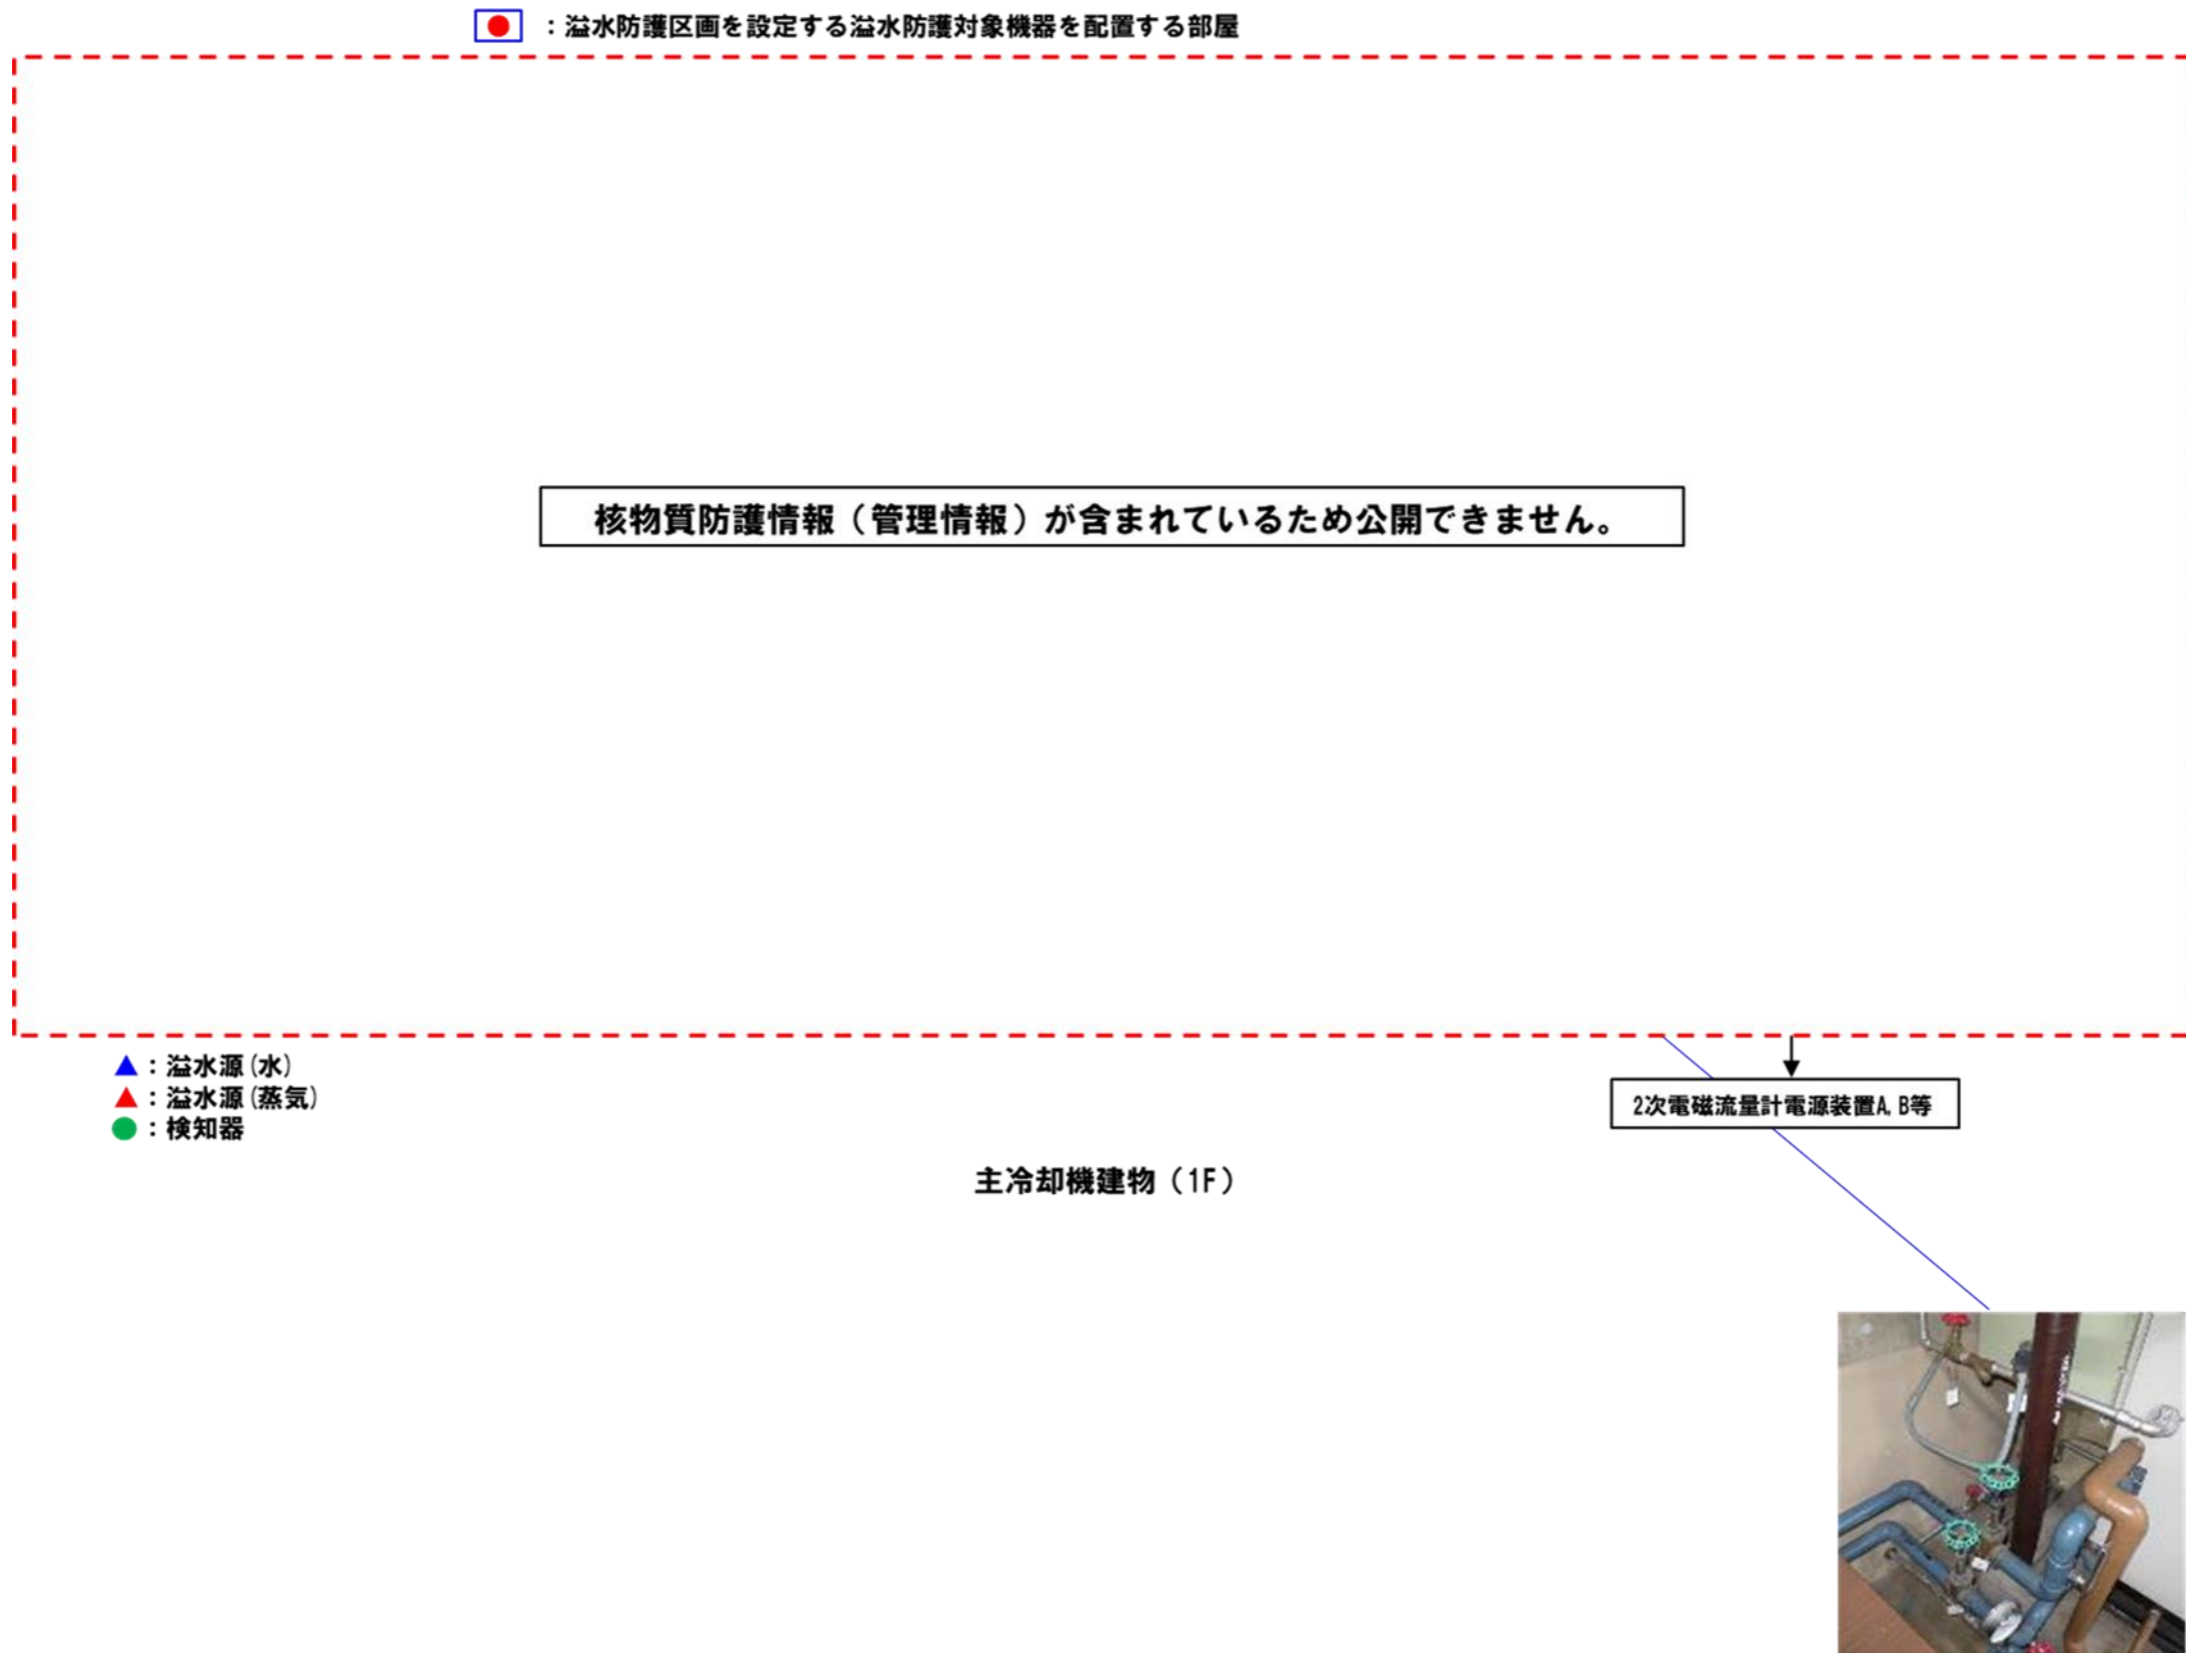 ：溢水防護区画を設定する溢水防護対象機器を配置する部屋
核物質防護情報（管理情報）が含まれているため公開できません。
：溢水源(水)
：溢水源(蒸気)
：検知器
2次電磁流量計電源装置A,B等
主冷却機建物（1F）